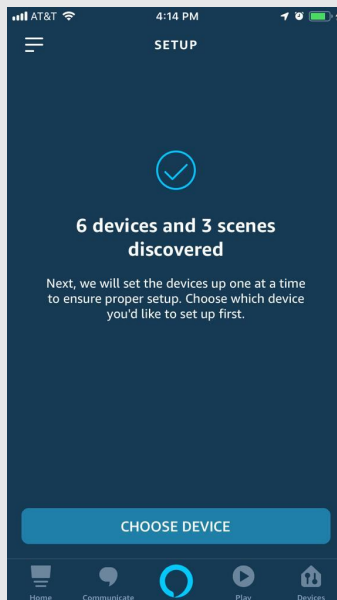 AT&T 4:14 PM
SETUP
6 devices and 3 scenes
discovered
Next, we will set the devices up one at a time
to ensure proper setup. Choose which device
you'd like to set up first.
CHOOSE DEVICE
Home Communicate Play Devices